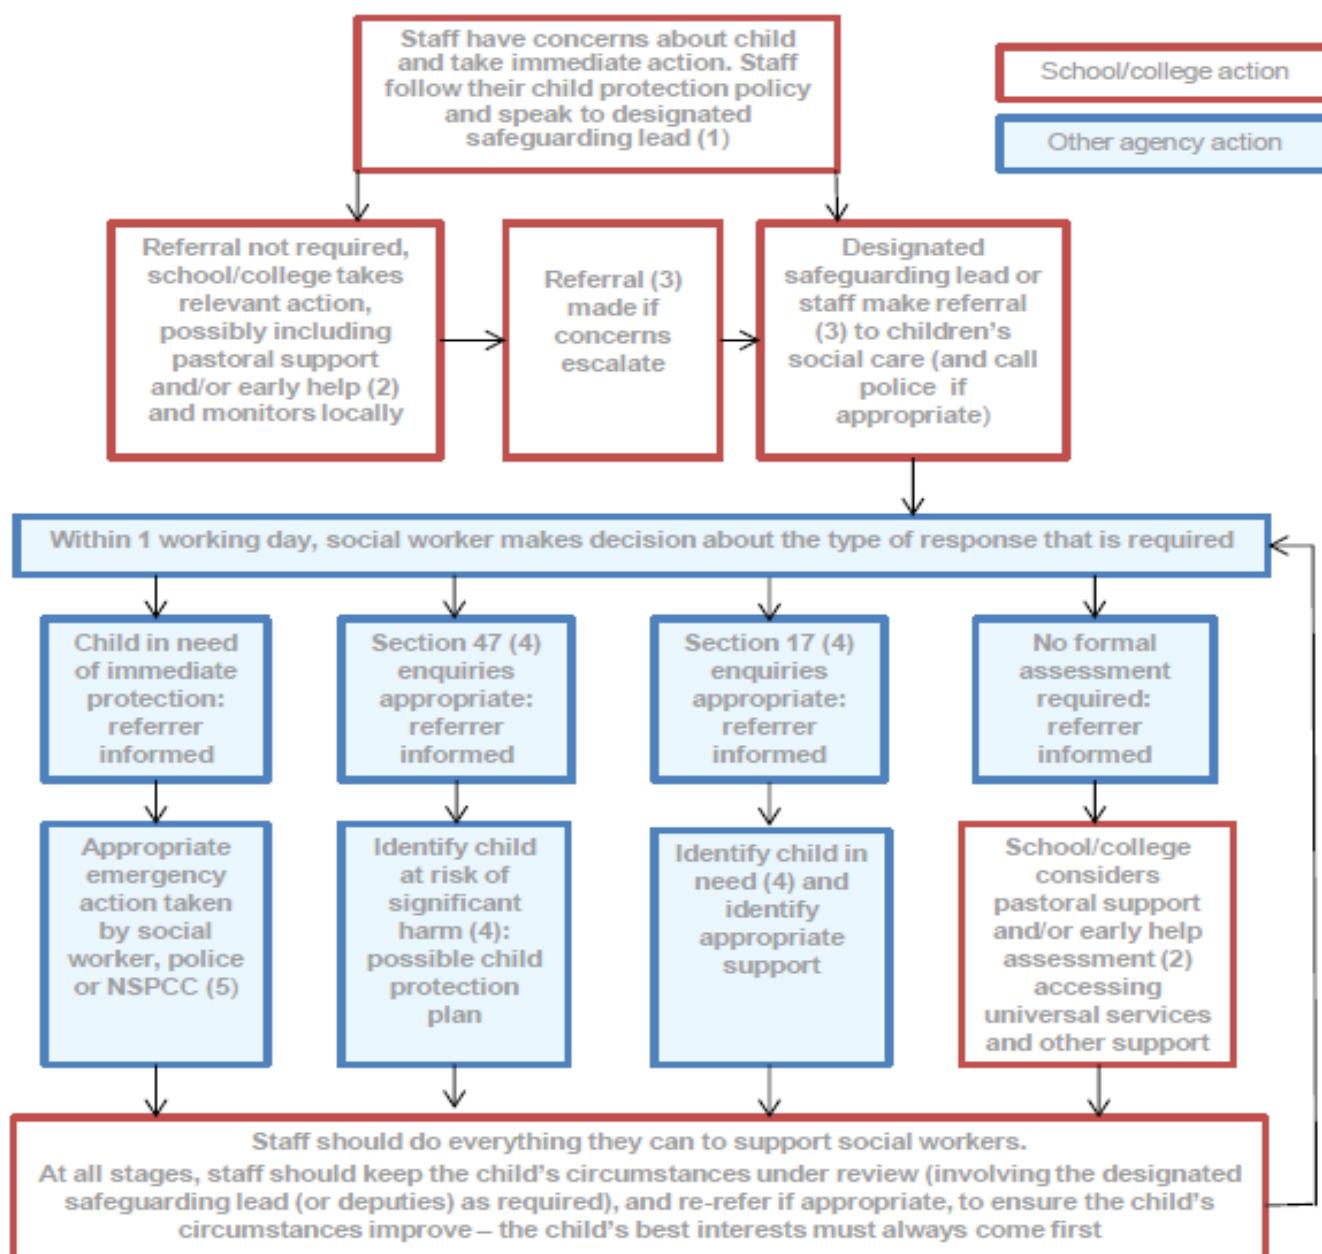 Staff have concerns about child
and take immediate action. Staff
follow their child protection policy
and speak to designated
safeguarding lead (1)
School/college action
Other agency action
Referral not required,
school/college takes
relevant action,
possibly including
pastoral support
and/or early help (2)
and monitors locally
Referral (3)
made if
concerns
escalate
Designated
safeguarding lead or
staff make referral
(3) to children’s
social care (and call
police if
appropriate)
Within 1 working day, social worker makes decision about the type of response that is required
Child in need
of immediate
protection:
referrer
informed
Section 47 (4)
enquiries
appropriate:
referrer
informed
Section 17 (4)
enquiries
appropriate:
referrer
informed
No formal
assessment
required:
referrer
informed
Appropriate
emergency
action taken
by social
worker, police
or NSPCC (5)
Identify child
at risk of
significant
harm (4):
possible child
protection
plan
Identify child in
need (4) and
identify
appropriate
support
School/college
considers
pastoral support
and/or early help
assessment (2)
accessing
universal services
and other support
Staff should do everything they can to support social workers.
At all stages, staff should keep the child’s circumstances under review (involving the designated
safeguarding lead (or deputies) as required), and re-refer if appropriate, to ensure the child’s
circumstances improve – the child’s best interests must always come first